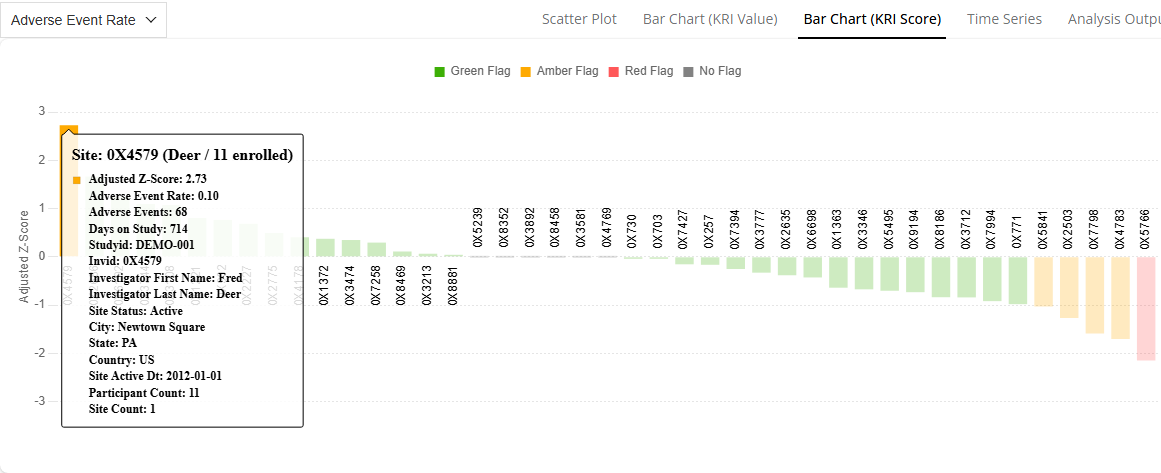 Adverse Event Rate
Scatter Plot
Bar Chart (KRI Value)
Bar Chart (KRI Score)
Time Series
Analysis Outpu
Green Flag
Amber Flag
Red Flag
No Flag
Adjusted Z-Score
3
2
1
0
-1
-2
-3
Site: 0X4579 (Deer / 11 enrolled)
Adjusted Z-Score: 2.73
Adverse Event Rate: 0.10
Adverse Events: 68
Days on Study: 714
Studyid: DEMO-001
Invid: 0X4579
Investigator First Name: Fred
Investigator Last Name: Deer
Site Status: Active
City: Newtown Square
State: PA
Country: US
Site Active Dt: 2012-01-01
Participant Count: 11
Site Count: 1
0X4579
0X2227
0X2775
0X4178
0X1372
0X3474
0X7258
0X8469
0X3213
0X8881
0X5239
0X8352
0X3892
0X8458
0X3581
0X4769
0X730
0X703
0X7427
0X257
0X7394
0X3777
0X2635
0X6698
0X1363
0X3346
0X5495
0X9194
0X8186
0X3712
0X7994
0X771
0X5841
0X2503
0X7798
0X4783
0X5766